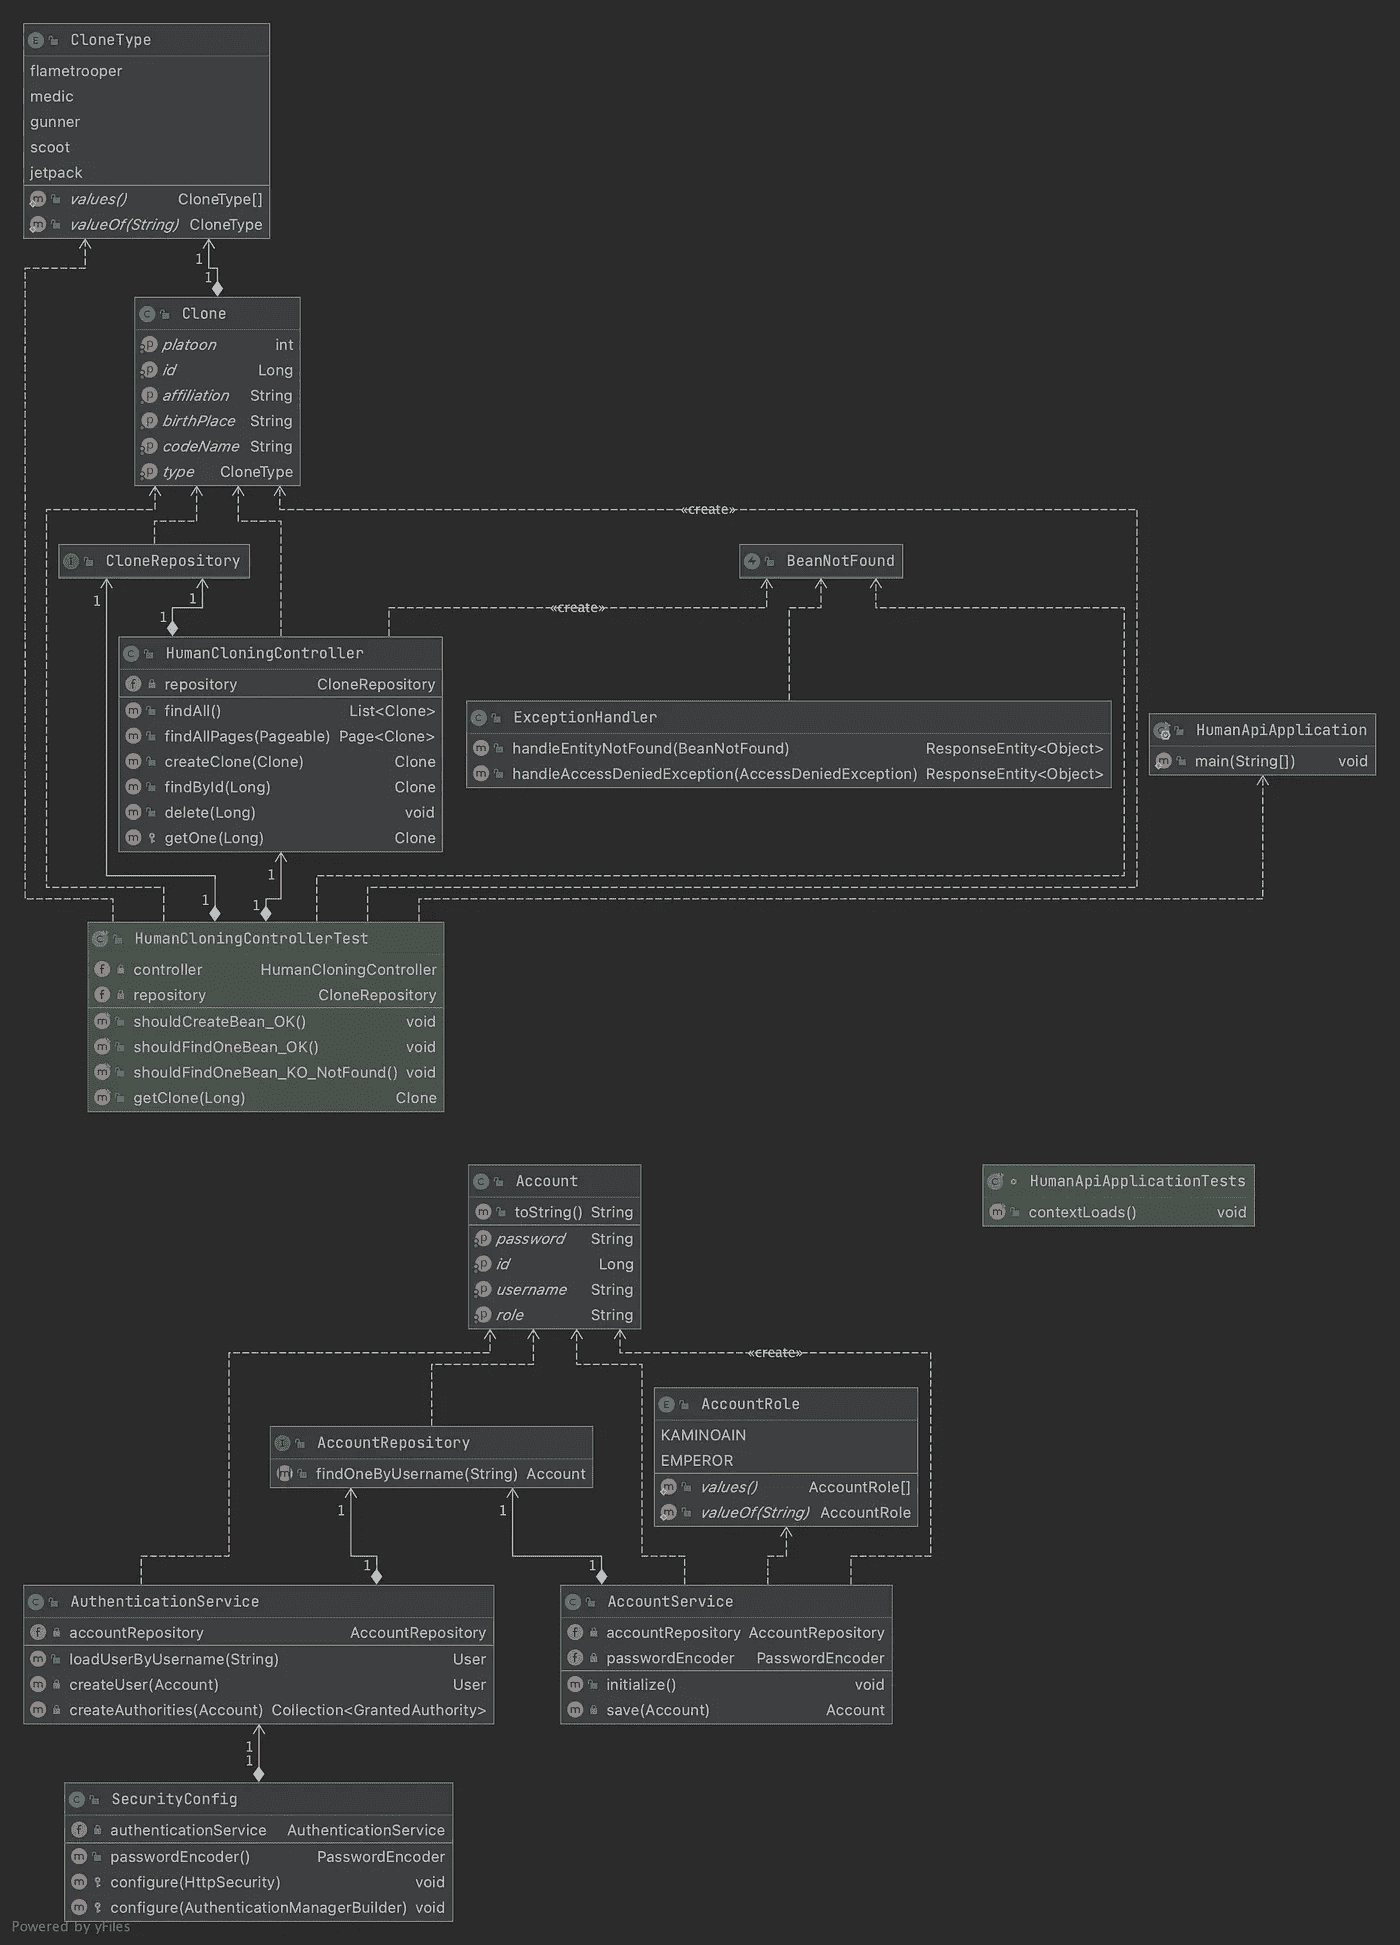 CloneType
flametrooper
medic
gunner
scoot
jetpack
values() CloneType[]
valueOf(String) CloneType
1
1
Clone
platoon int
id Long
affiliation String
birthPlace String
codeName String
type CloneType
«create»
CloneRepository
BeanNotFound
1
1
1
«create»
HumanCloningController
repository CloneRepository
findAll() List<Clone>
findAllPages(Pageable) Page<Clone>
createClone(Clone) Clone
findById(Long) Clone
delete(Long) void
getOne(Long) Clone
ExceptionHandler
handleEntityNotFound(BeanNotFound) ResponseEntity<Object>
handleAccessDeniedException(AccessDeniedException) ResponseEntity<Object>
HumanApiApplication
main(String[]) void
1
1
1
HumanCloningControllerTest
controller HumanCloningController
repository CloneRepository
shouldCreateBean_OK() void
shouldFindOneBean_OK() void
shouldFindOneBean_KO_NotFound() void
getClone(Long) Clone
Account
toString() String
password String
id Long
username String
role String
HumanApiApplicationTests
contextLoads() void
«create»
AccountRole
KAMINOAIN
EMPEROR
values() AccountRole[]
valueOf(String) AccountRole
AccountRepository
findOneByUsername(String) Account
1
1
1
1
AuthenticationService
accountRepository AccountRepository
loadUserByUsername(String) User
createUser(Account) User
createAuthorities(Account) Collection<GrantedAuthority>
AccountService
accountRepository AccountRepository
passwordEncoder PasswordEncoder
initialize() void
save(Account) Account
1
1
SecurityConfig
authenticationService AuthenticationService
passwordEncoder() PasswordEncoder
configure(HttpSecurity) void
configure(AuthenticationManagerBuilder) void
Powered by yFiles